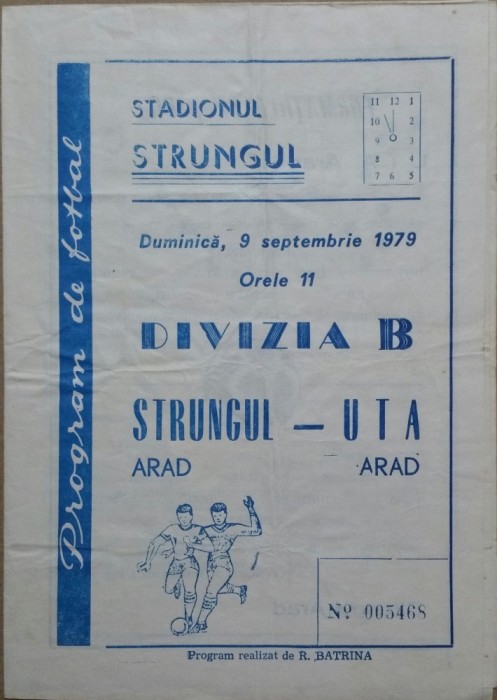 Program de fotbal
STADIONUL
STRUNGUL
11 12 1
10 2
9 3
8 4
7 6 5
Duminică, 9 septembrie 1979
Orele 11
DIVIZIA B
STRUNGUL — UTA
ARAD ARAD
Nº 005468
Program realizat de R. BATRINA